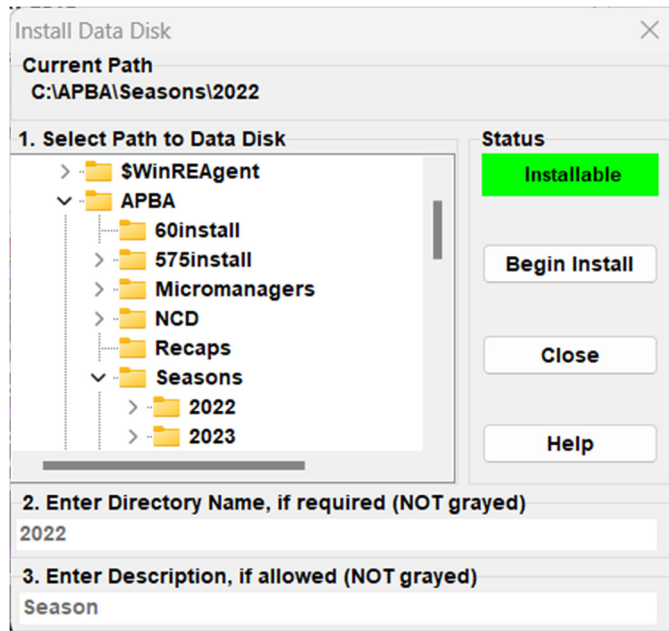 Install Data Disk
Current Path
C:\APBA\Seasons\2022
1. Select Path to Data Disk
$WinREAgent
APBA
60install
575install
Micromanagers
NCD
Recaps
Seasons
2022
2023
Status
Installable
Begin Install
Close
Help
2. Enter Directory Name, if required (NOT grayed)
2022
3. Enter Description, if allowed (NOT grayed)
Season